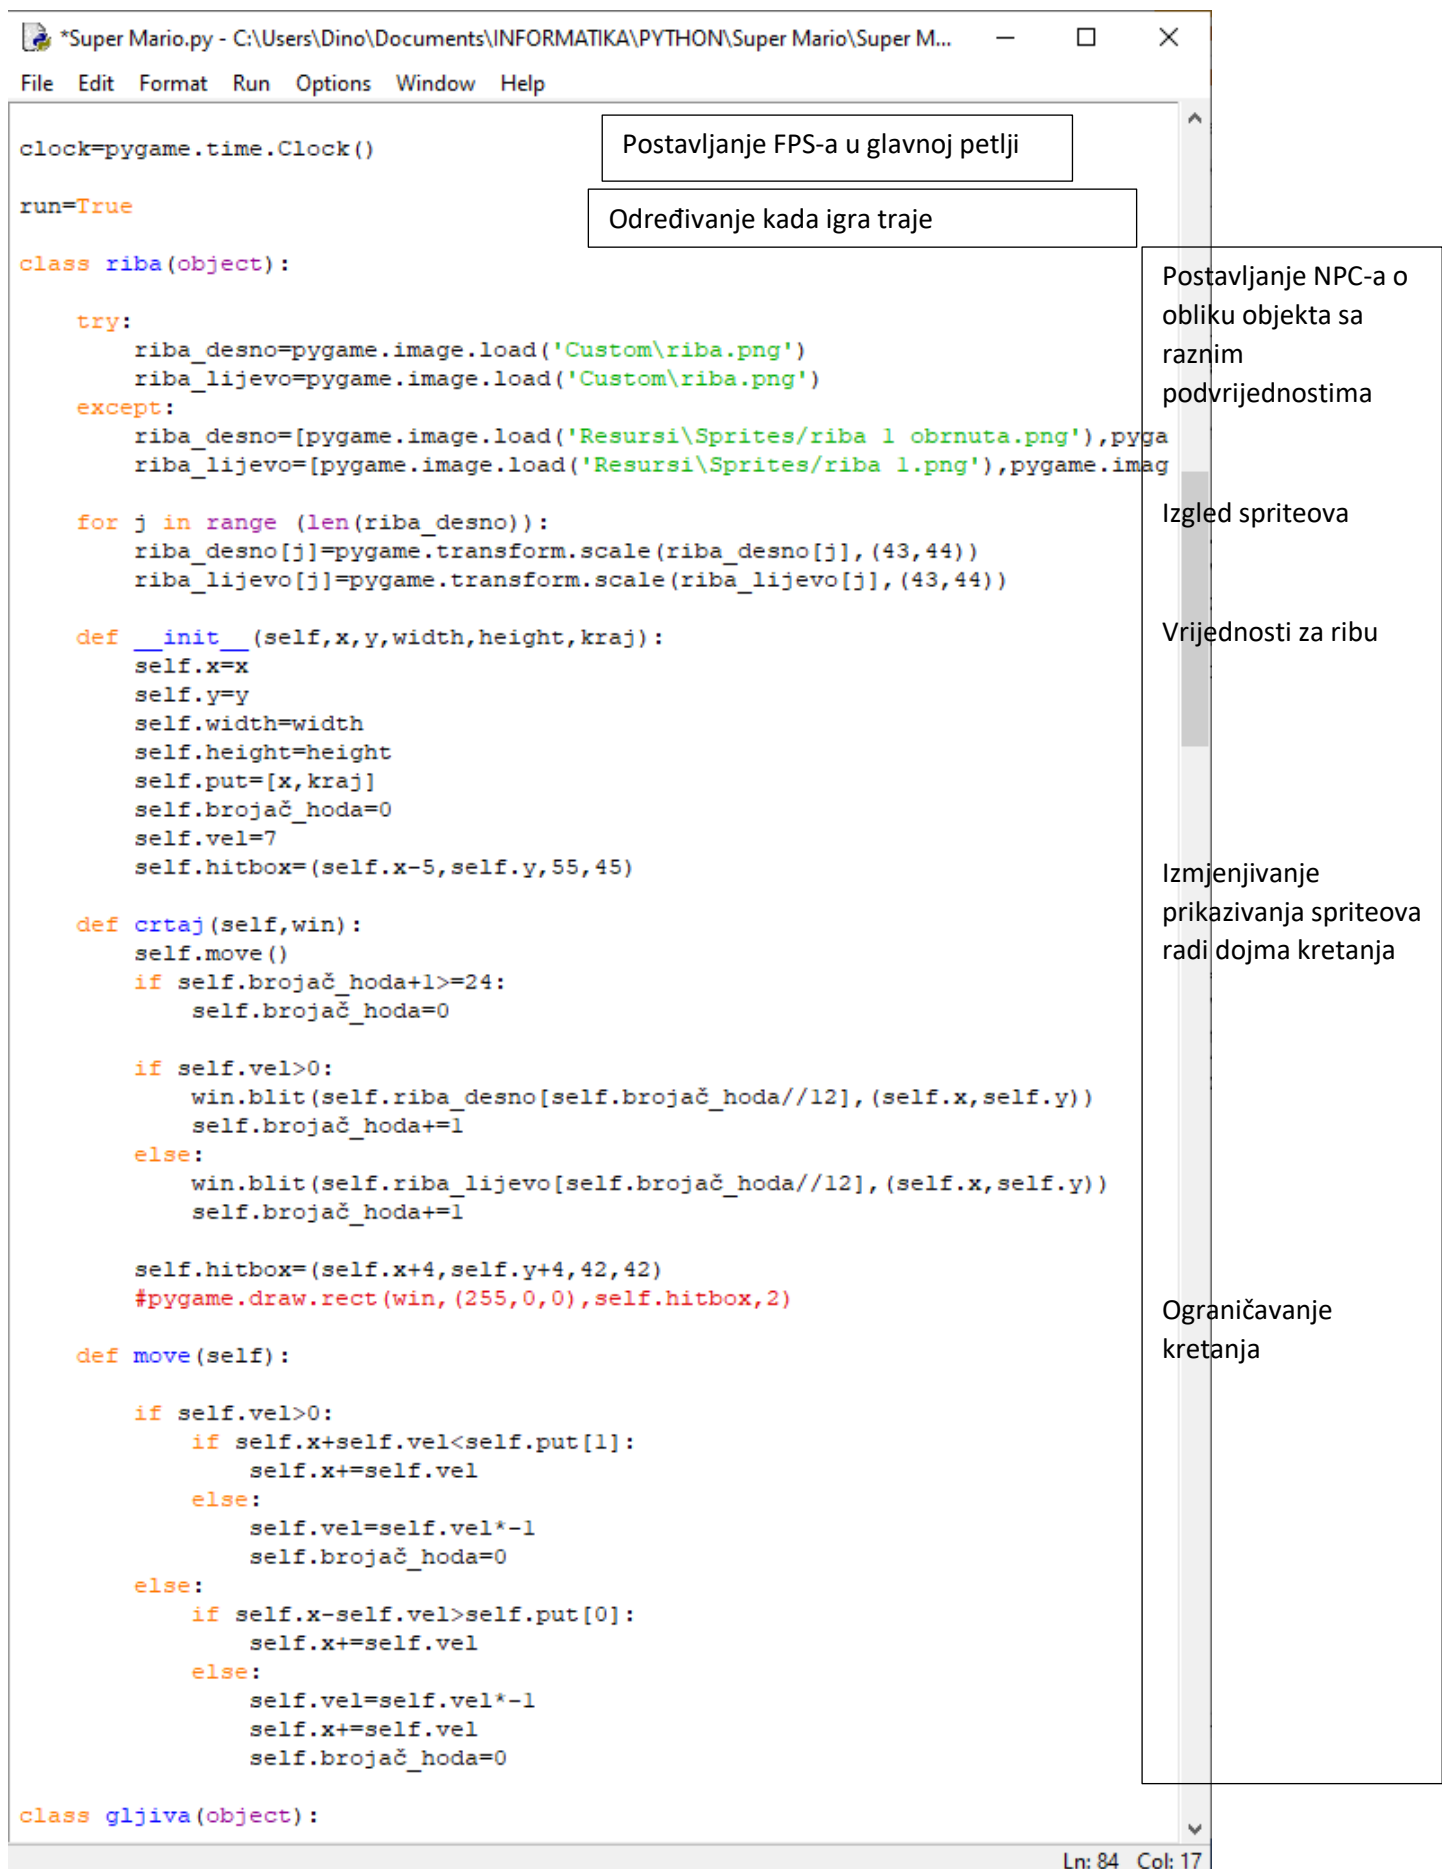 *Super Mario.py - C:\Users\Dino\Documents\INFORMATIKA\PYTHON\Super Mario\Super M...
File Edit Format Run Options Window Help
clock=pygame.time.Clock()
Postavljanje FPS-a u glavnoj petlji
run=True
Određivanje kada igra traje
class riba(object):
    try:
        riba_desno=pygame.image.load('Custom\riba.png')
        riba_lijevo=pygame.image.load('Custom\riba.png')
    except:
        riba_desno=[pygame.image.load('Resursi\Sprites/riba 1 obrnuta.png'),pyga
        riba_lijevo=[pygame.image.load('Resursi\Sprites/riba 1.png'),pygame.imag
    for j in range (len(riba_desno)):
        riba_desno[j]=pygame.transform.scale(riba_desno[j],(43,44))
        riba_lijevo[j]=pygame.transform.scale(riba_lijevo[j],(43,44))
    def __init__(self,x,y,width,height,kraj):
        self.x=x
        self.y=y
        self.width=width
        self.height=height
        self.put=[x,kraj]
        self.brojač_hoda=0
        self.vel=7
        self.hitbox=(self.x-5,self.y,55,45)
    def crtaj(self,win):
        self.move()
        if self.brojač_hoda+1>=24:
            self.brojač_hoda=0
        if self.vel>0:
            win.blit(self.riba_desno[self.brojač_hoda//12],(self.x,self.y))
            self.brojač_hoda+=1
        else:
            win.blit(self.riba_lijevo[self.brojač_hoda//12],(self.x,self.y))
            self.brojač_hoda+=1
        self.hitbox=(self.x+4,self.y+4,42,42)
        #pygame.draw.rect(win,(255,0,0),self.hitbox,2)
    def move(self):
        if self.vel>0:
            if self.x+self.vel<self.put[1]:
                self.x+=self.vel
            else:
                self.vel=self.vel*-1
                self.brojač_hoda=0
        else:
            if self.x-self.vel>self.put[0]:
                self.x+=self.vel
            else:
                self.vel=self.vel*-1
                self.x+=self.vel
                self.brojač_hoda=0
class gljiva(object):
Postavljanje NPC-a o
obliku objekta sa
raznim
podvrijednostima
Izgled spriteova
Vrijednosti za ribu
Izmjenjivanje
prikazivanja spriteova
radi dojma kretanja
Ograničavanje
kretanja
Ln: 84 Col: 17